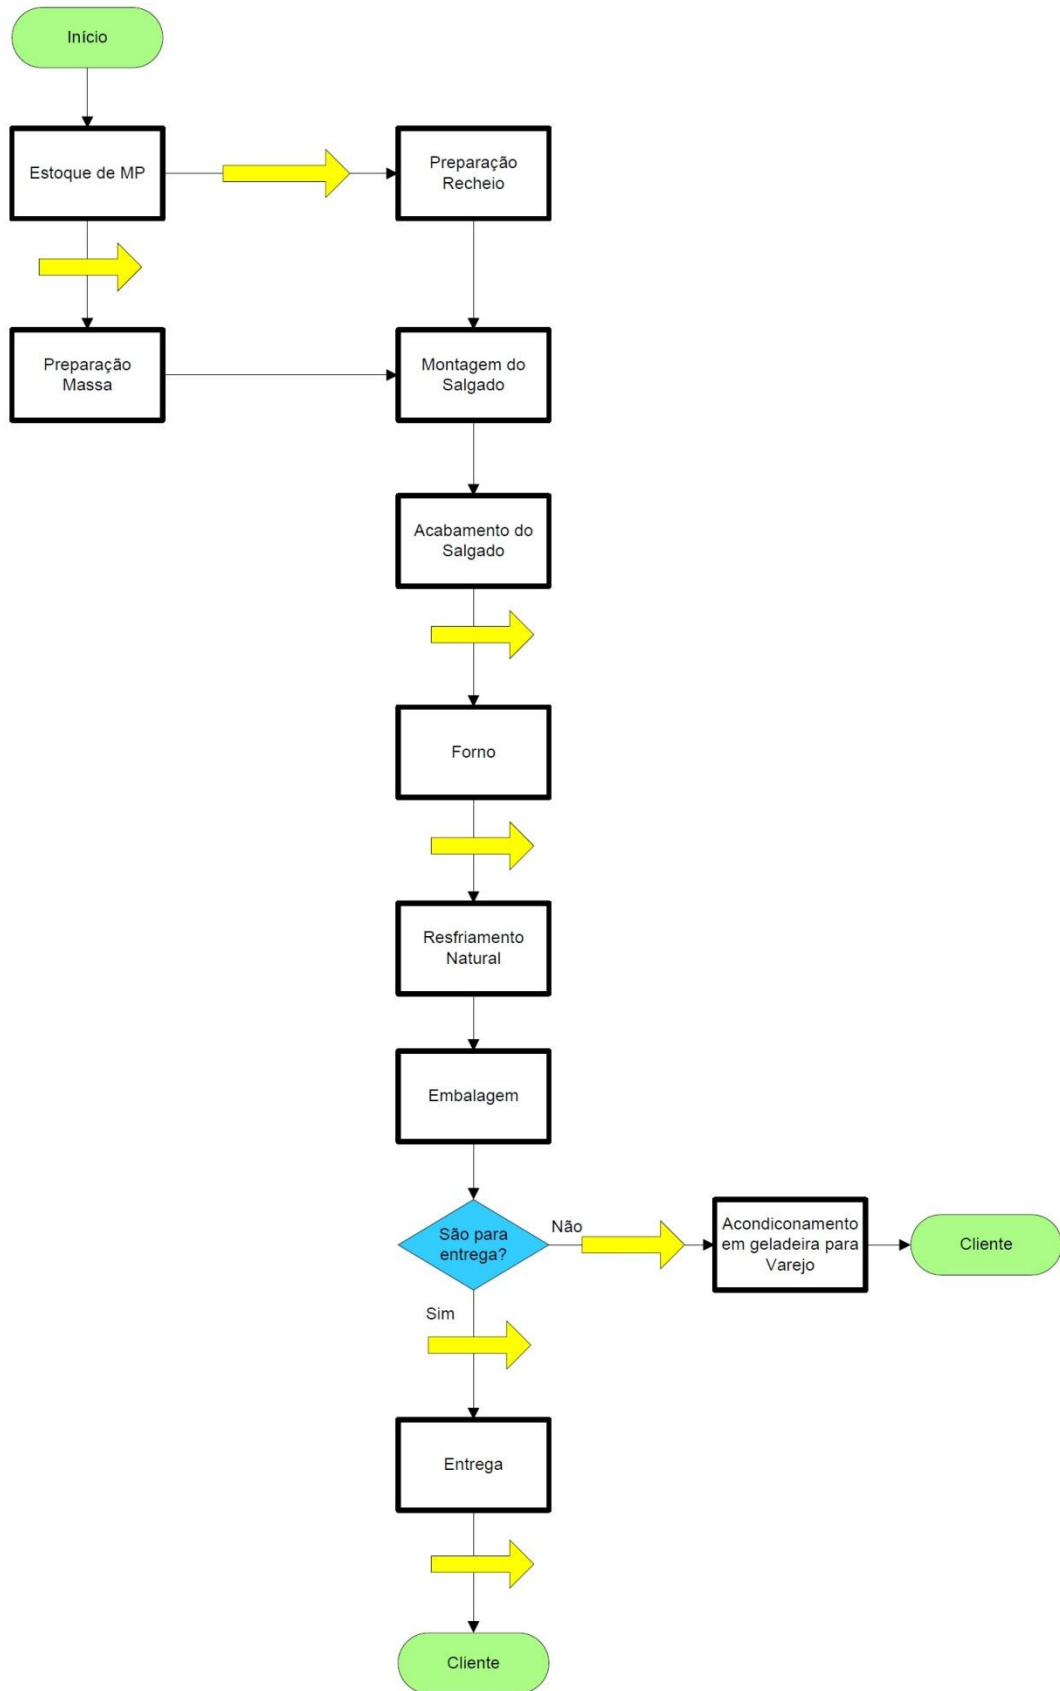 Início
Estoque de MP
Preparação
Recheio
Preparação
Massa
Montagem do
Salgado
Acabamento do
Salgado
Forno
Resfriamento
Natural
Embalagem
São para
entrega?
Não
Acondiconamento
em geladeira para
Varejo
Cliente
Sim
Entrega
Cliente